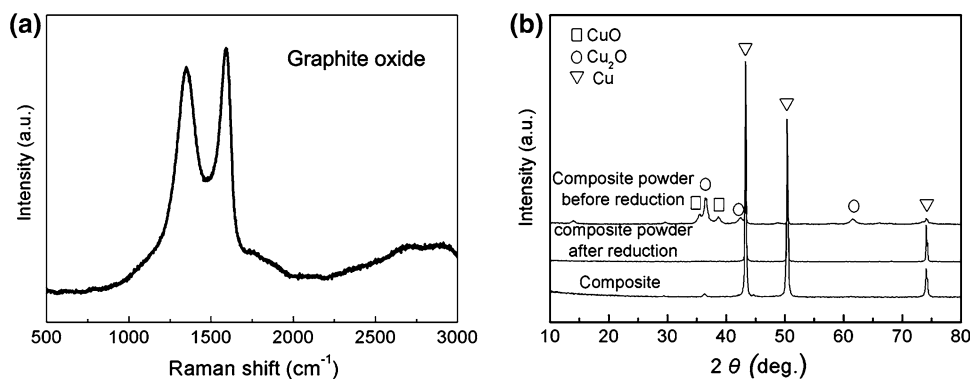 (a)
Graphite oxide
Intensity (a.u.)
500 1000 1500 2000 2500 3000
Raman shift (cm⁻¹)
(b)
□ CuO
○ Cu₂O
▽ Cu
Intensity (a.u.)
Composite powder
before reduction
composite powder
after reduction
Composite
10 20 30 40 50 60 70 80
2 θ (deg.)